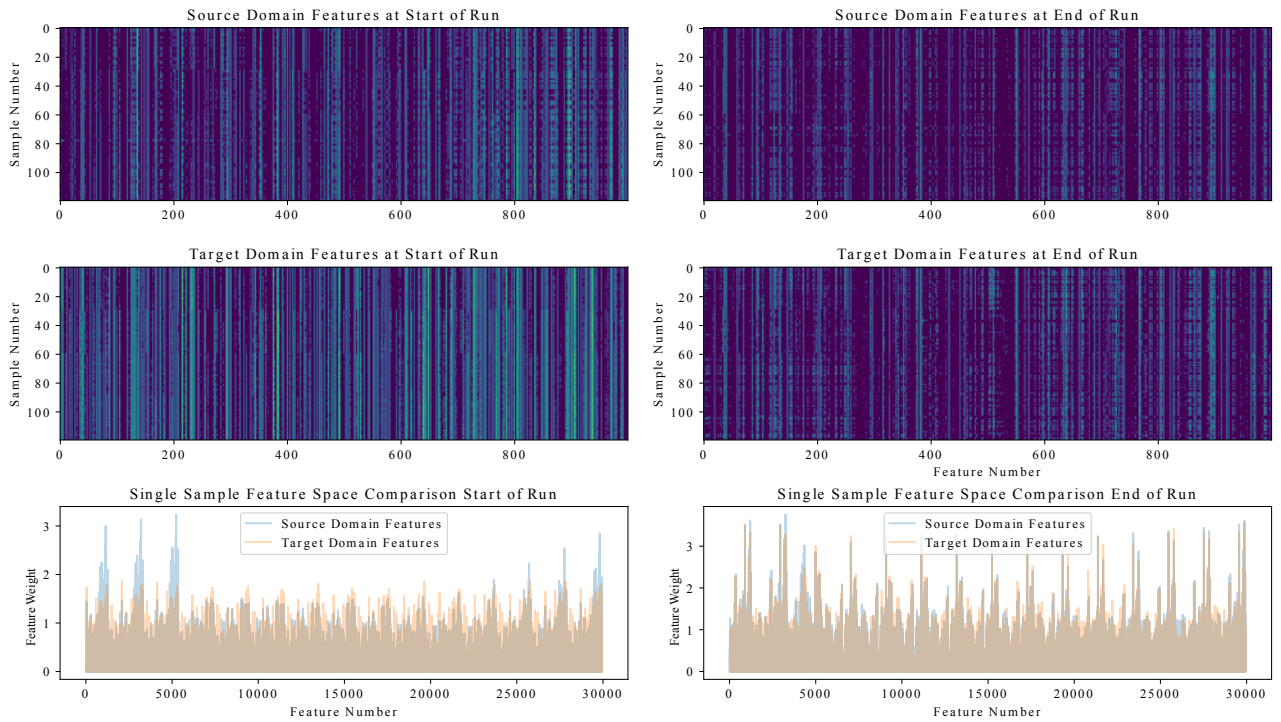 Source Domain Features at Start of Run
Sample Number
0
20
40
60
80
100
0 200 400 600 800
Source Domain Features at End of Run
Sample Number
0
20
40
60
80
100
0 200 400 600 800
Target Domain Features at Start of Run
Sample Number
0
20
40
60
80
100
0 200 400 600 800
Target Domain Features at End of Run
Sample Number
0
20
40
60
80
100
0 200 400 600 800
Feature Number
Single Sample Feature Space Comparison Start of Run
Feature Weight
3
2
1
0
Source Domain Features
Target Domain Features
0 5000 10000 15000 20000 25000 30000
Feature Number
Single Sample Feature Space Comparison End of Run
Feature Weight
3
2
1
0
Source Domain Features
Target Domain Features
0 5000 10000 15000 20000 25000 30000
Feature Number